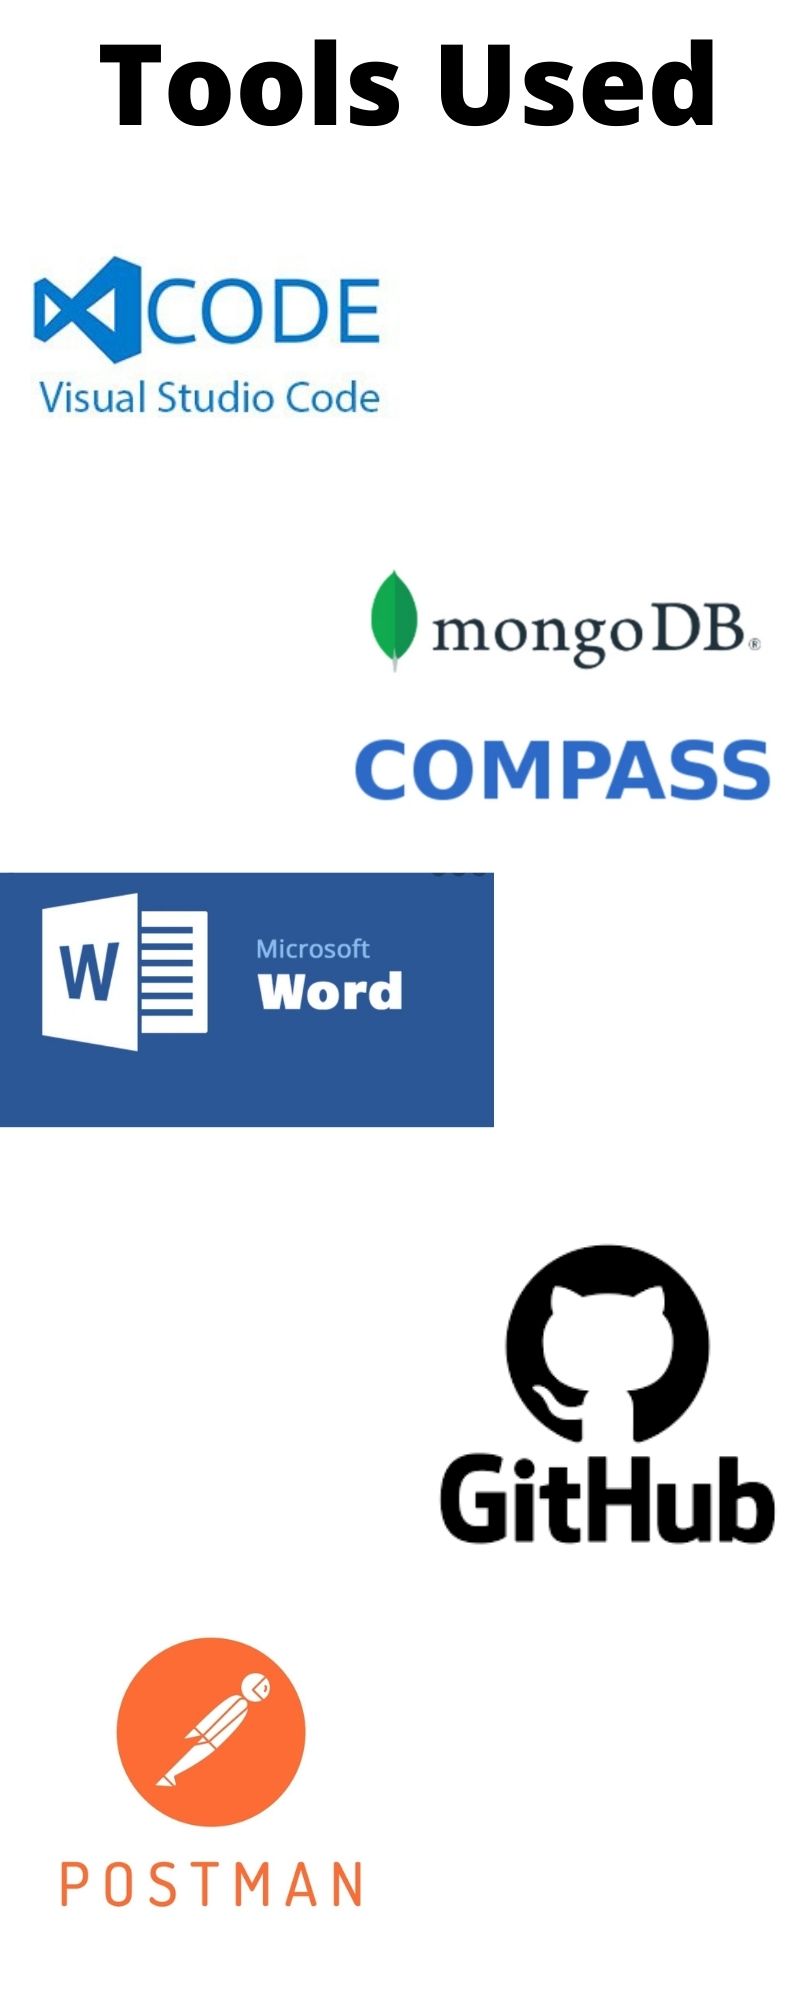 Tools Used
CODE
Visual Studio Code
mongoDB®
COMPASS
W
Microsoft
Word
GitHub
POSTMAN